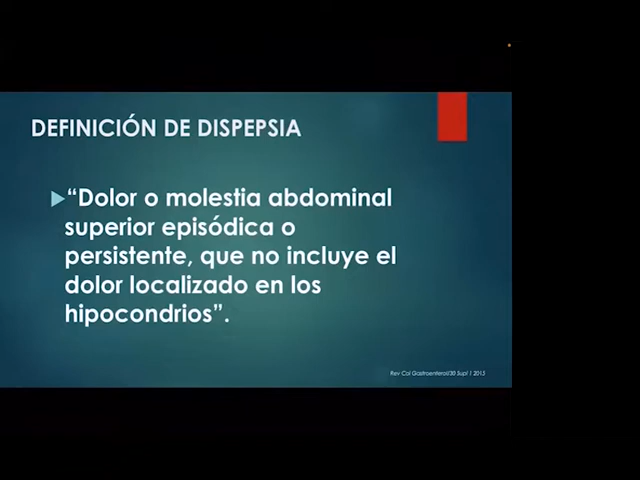 DEFINICIÓN DE DISPEPSIA
“Dolor o molestia abdominal
superior episódica o
persistente, que no incluye el
dolor localizado en los
hipocondrios”.
Rev Col Gastroenterol/30 Supl 1 2015